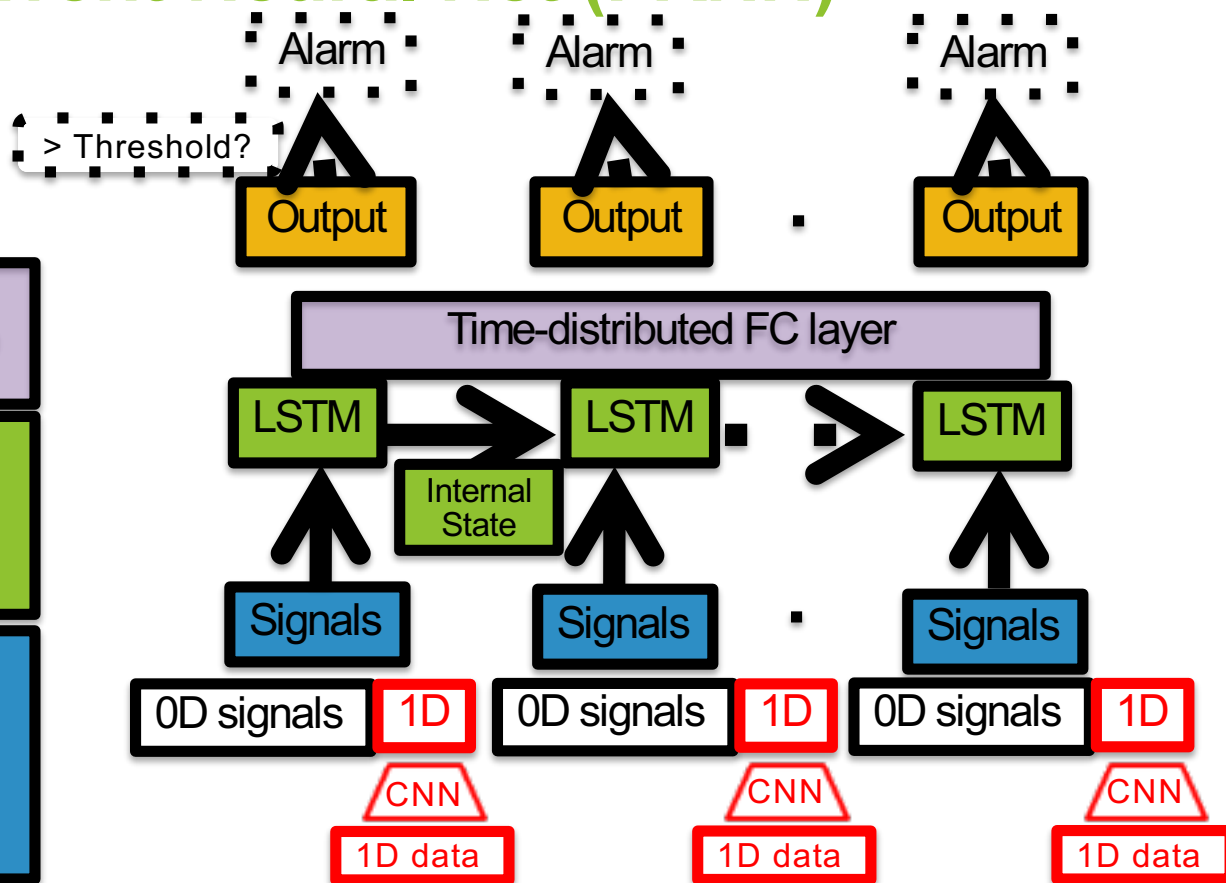 Alarm Alarm Alarm
> Threshold?
Output Output Output
Time-distributed FC layer
LSTM LSTM LSTM
Internal
State
Signals Signals Signals
0D signals 1D 0D signals 1D 0D signals 1D
CNN CNN CNN
1D data 1D data 1D data